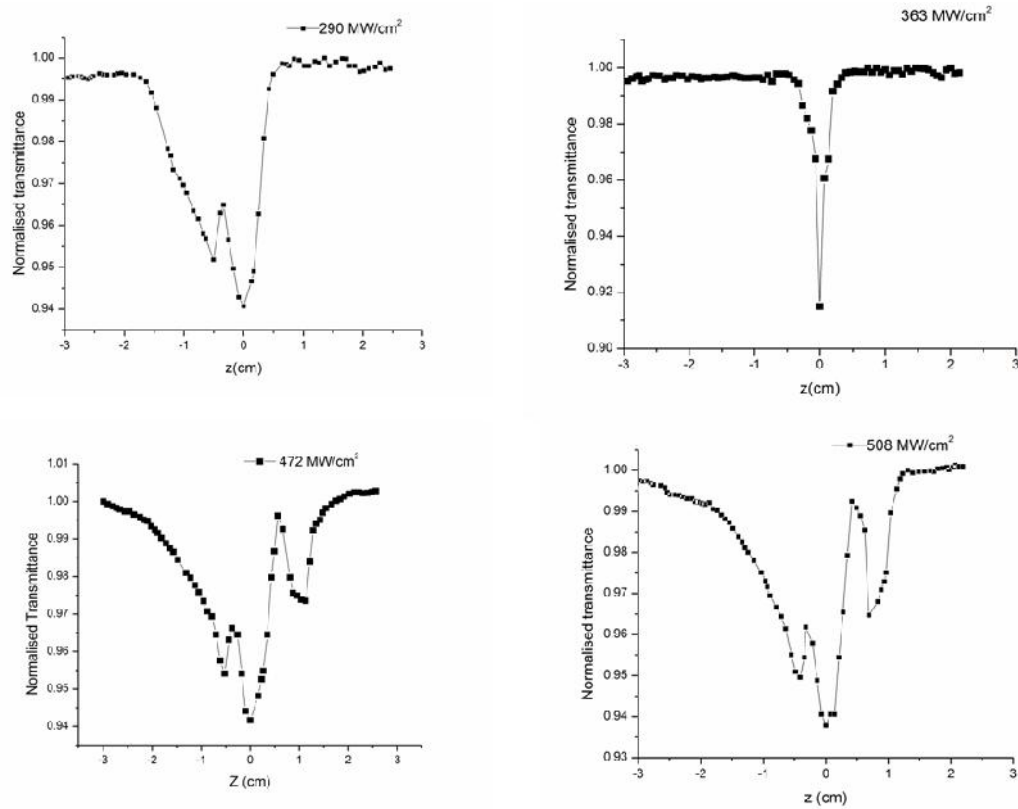 290 MW/cm²
1.00
0.99
0.98
0.97
0.96
0.95
0.94
Normalised transmittance
-3 -2 -1 0 1 2 3
z(cm)
363 MW/cm²
1.00
0.98
0.96
0.94
0.92
0.90
Normalised transmittance
-3 -2 -1 0 1 2 3
z(cm)
472 MW/cm²
1.01
1.00
0.99
0.98
0.97
0.96
0.95
0.94
Normalised Transmittance
-3 -2 -1 0 1 2 3
Z (cm)
508 MW/cm²
1.00
0.99
0.98
0.97
0.96
0.95
0.94
0.93
Normalised transmittance
-3 -2 -1 0 1 2 3
z (cm)